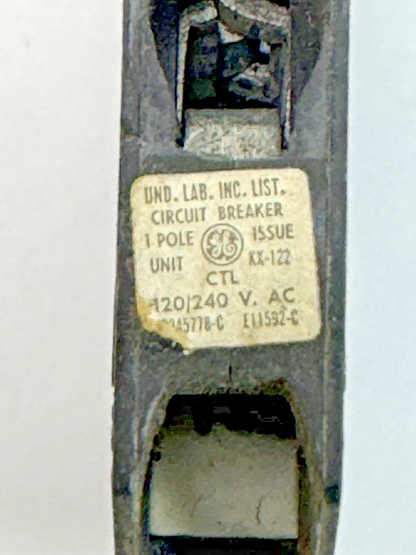 UND. LAB. INC. LIST.
CIRCUIT BREAKER
1 POLE ISSUE
UNIT KX-122
CTL
120/240 V. AC
E11592-C